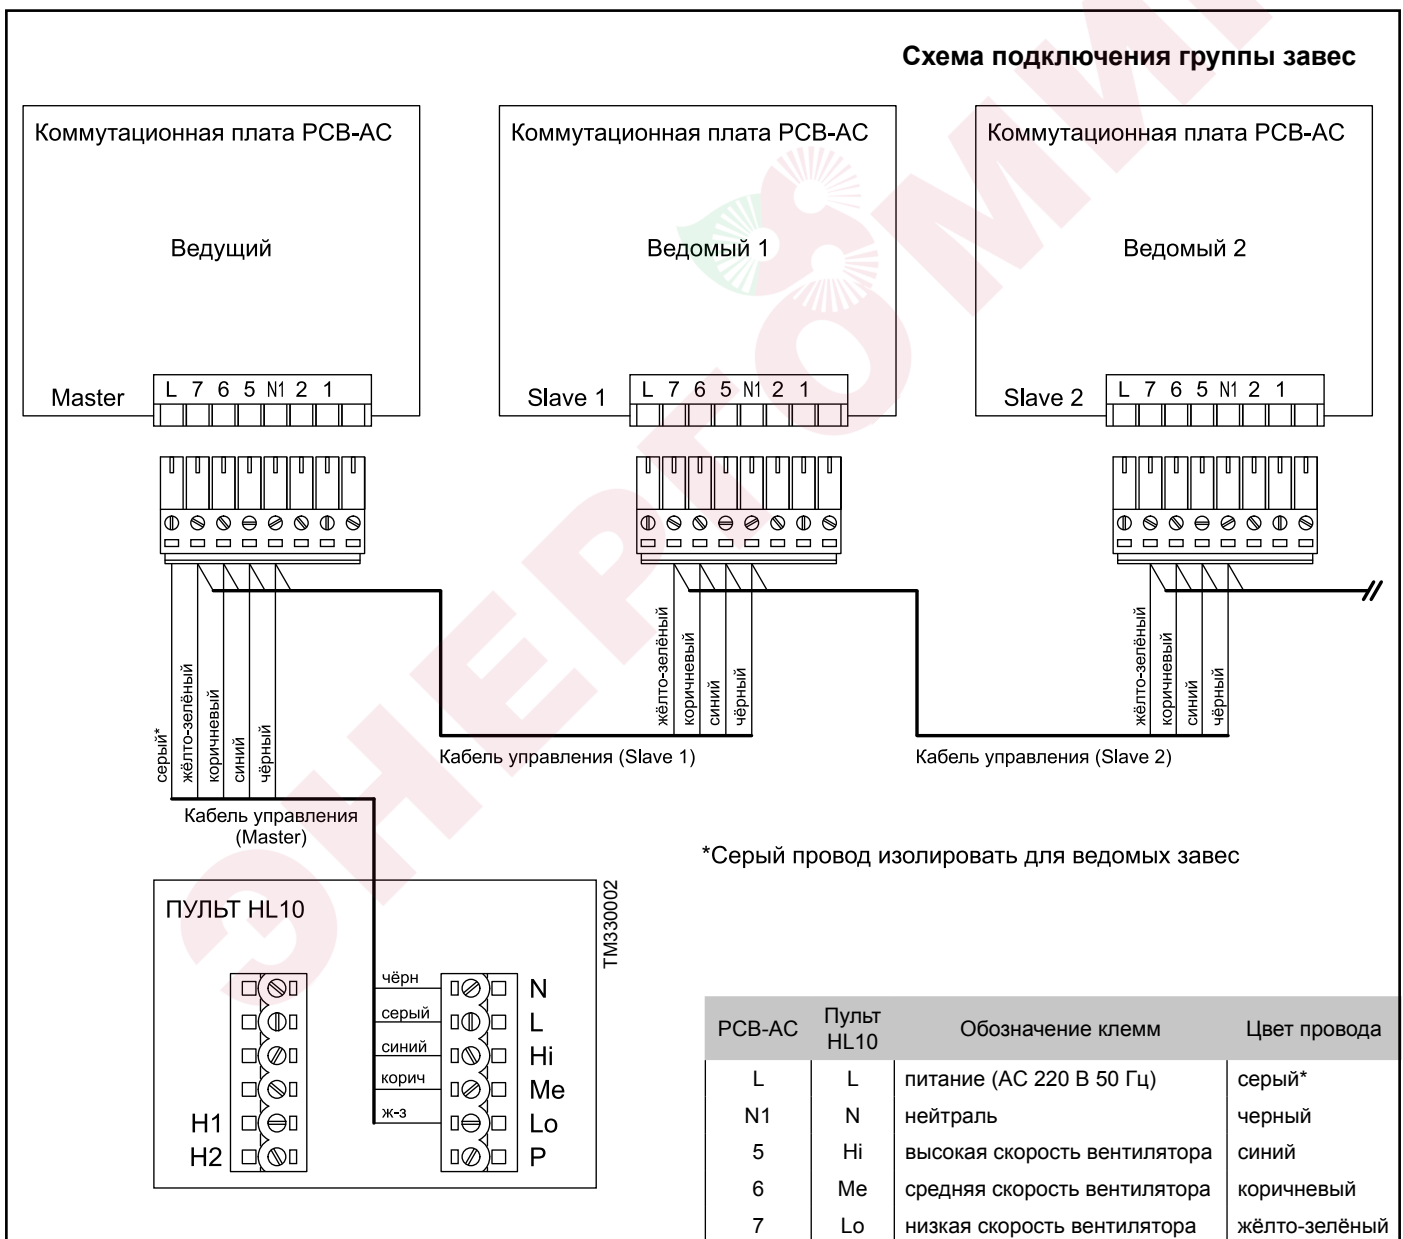 Схема подключения группы завес
Коммутационная плата PCB-AC
Коммутационная плата PCB-AC
Коммутационная плата PCB-AC
Ведущий
Ведомый 1
Ведомый 2
Master
L 7 6 5 N1 2 1
Slave 1
L 7 6 5 N1 2 1
Slave 2
L 7 6 5 N1 2 1
серый*
жёлто-зелёный
коричневый
синий
чёрный
жёлто-зелёный
коричневый
синий
чёрный
жёлто-зелёный
коричневый
синий
чёрный
Кабель управления (Slave 1)
Кабель управления (Slave 2)
Кабель управления
(Master)
*Серый провод изолировать для ведомых завес
ПУЛЬТ HL10
TM330002
чёрн
N
серый
L
синий
Hi
корич
Me
ж-з
H1
Lo
H2
P
PCB-AC Пульт HL10 Обозначение клемм Цвет провода
L L питание (AC 220 В 50 Гц) серый*
N1 N нейтраль черный
5 Hi высокая скорость вентилятора синий
6 Me средняя скорость вентилятора коричневый
7 Lo низкая скорость вентилятора жёлто-зелёный
ЭНЕРГОМИ